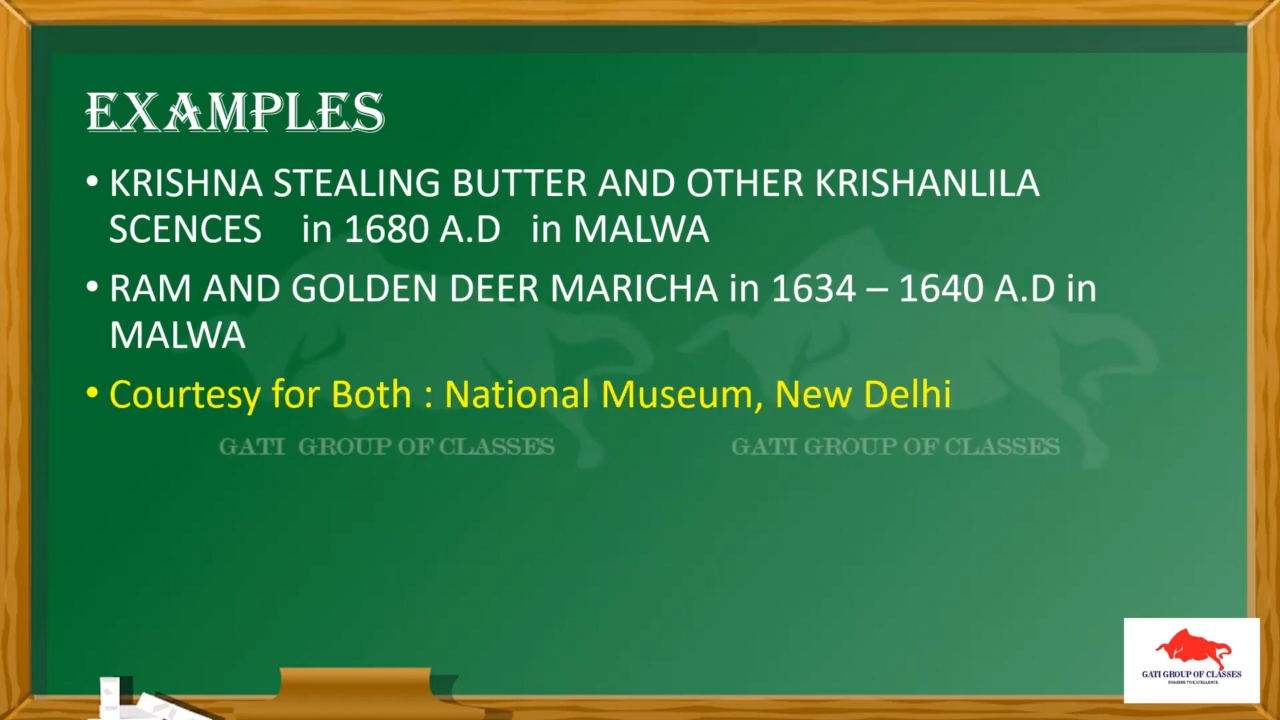 EXAMPLES
• KRISHNA STEALING BUTTER AND OTHER KRISHANLILA
SCENCES in 1680 A.D in MALWA
• RAM AND GOLDEN DEER MARICHA in 1634 – 1640 A.D in
MALWA
• Courtesy for Both : National Museum, New Delhi
GATI GROUP OF CLASSES GATI GROUP OF CLASSES
GATI GROUP OF CLASSES